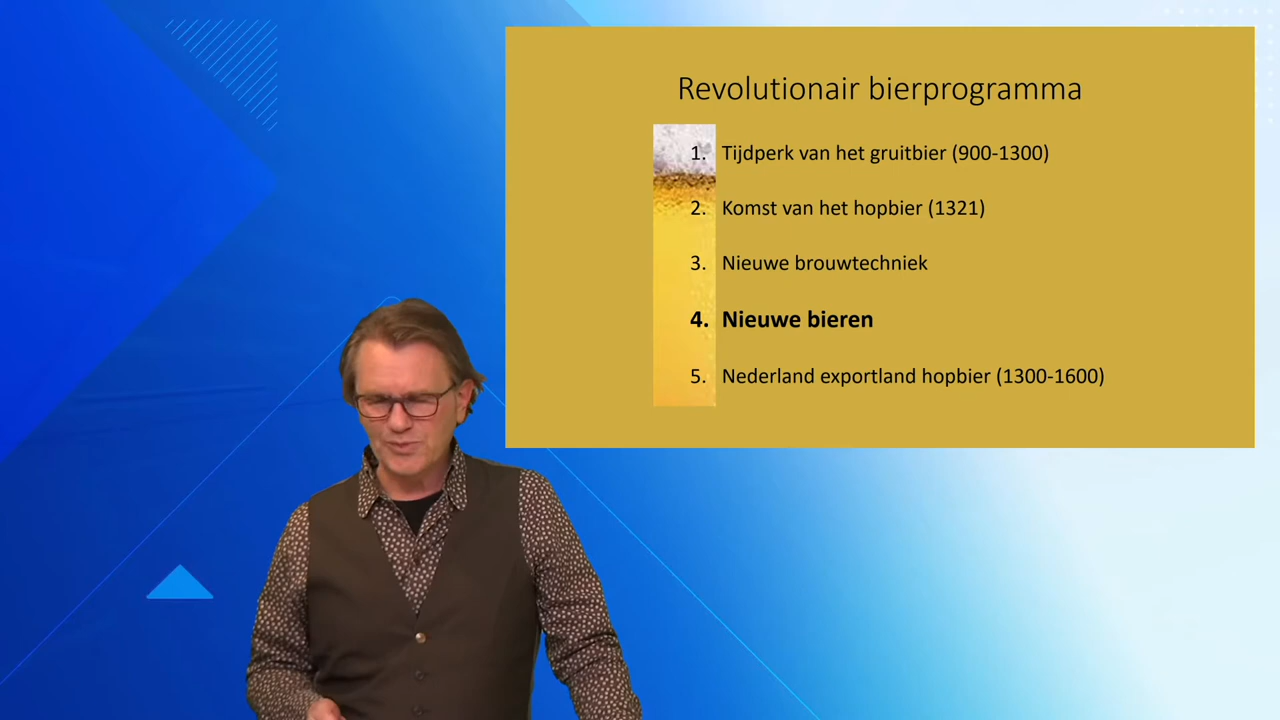 Revolutionair bierprogramma
1. Tijdperk van het gruitbier (900-1300)
2. Komst van het hopbier (1321)
3. Nieuwe brouwtechniek
4. Nieuwe bieren
5. Nederland exportland hopbier (1300-1600)